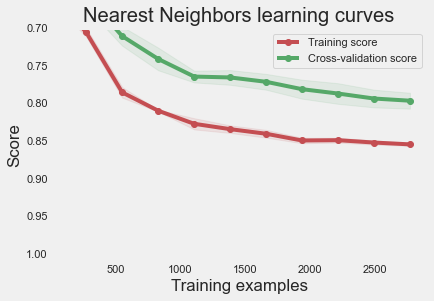 Nearest Neighbors learning curves
0.70
0.75
0.80
0.85
0.90
0.95
1.00
Score
Training score
Cross-validation score
500 1000 1500 2000 2500
Training examples